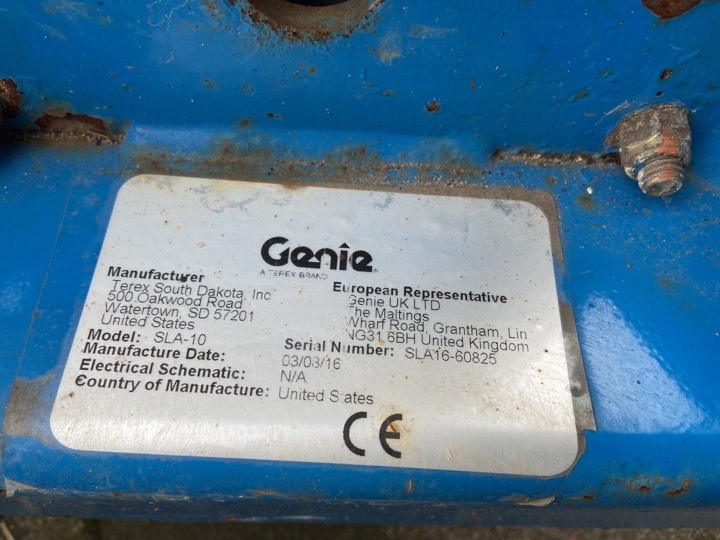 Genie
A TEREX BRAND
Manufacturer
Terex South Dakota, Inc
500 Oakwood Road
Watertown, SD 57201
United States
European Representative
Genie UK LTD
The Maltings
Wharf Road, Grantham, Lin
NG31 6BH United Kingdom
Model: SLA-10
Serial Number: SLA16-60825
Manufacture Date: 03/03/16
Electrical Schematic: N/A
Country of Manufacture: United States
CE